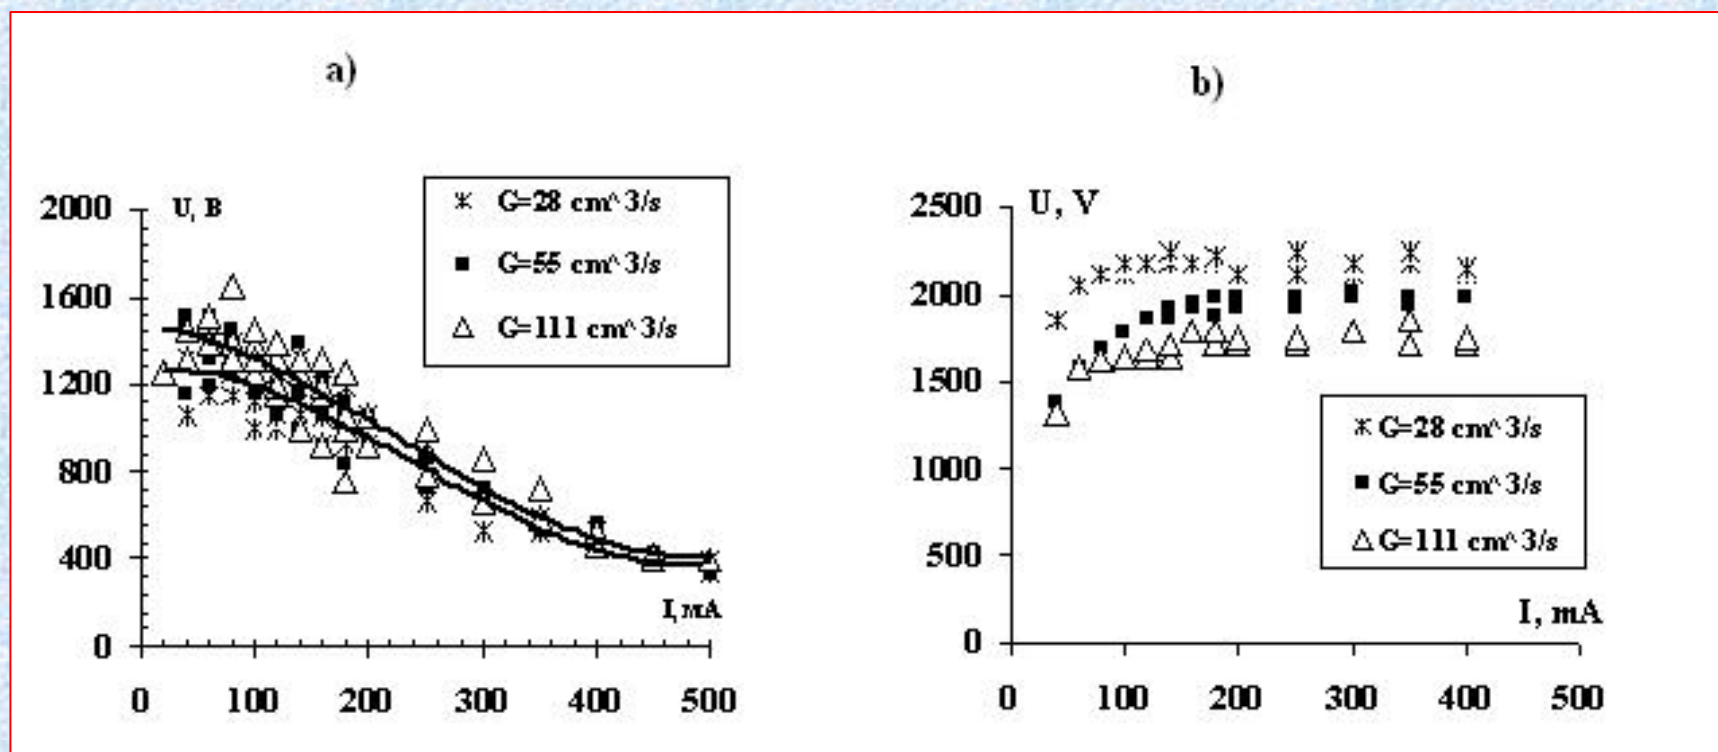 a)
U, B
G=28 cm^3/s
G=55 cm^3/s
G=111 cm^3/s
2000
1600
1200
800
400
0
I,мА
0 100 200 300 400 500
b)
U, V
2500
2000
1500
1000
500
0
G=28 cm^3/s
G=55 cm^3/s
G=111 cm^3/s
I, mA
0 100 200 300 400 500